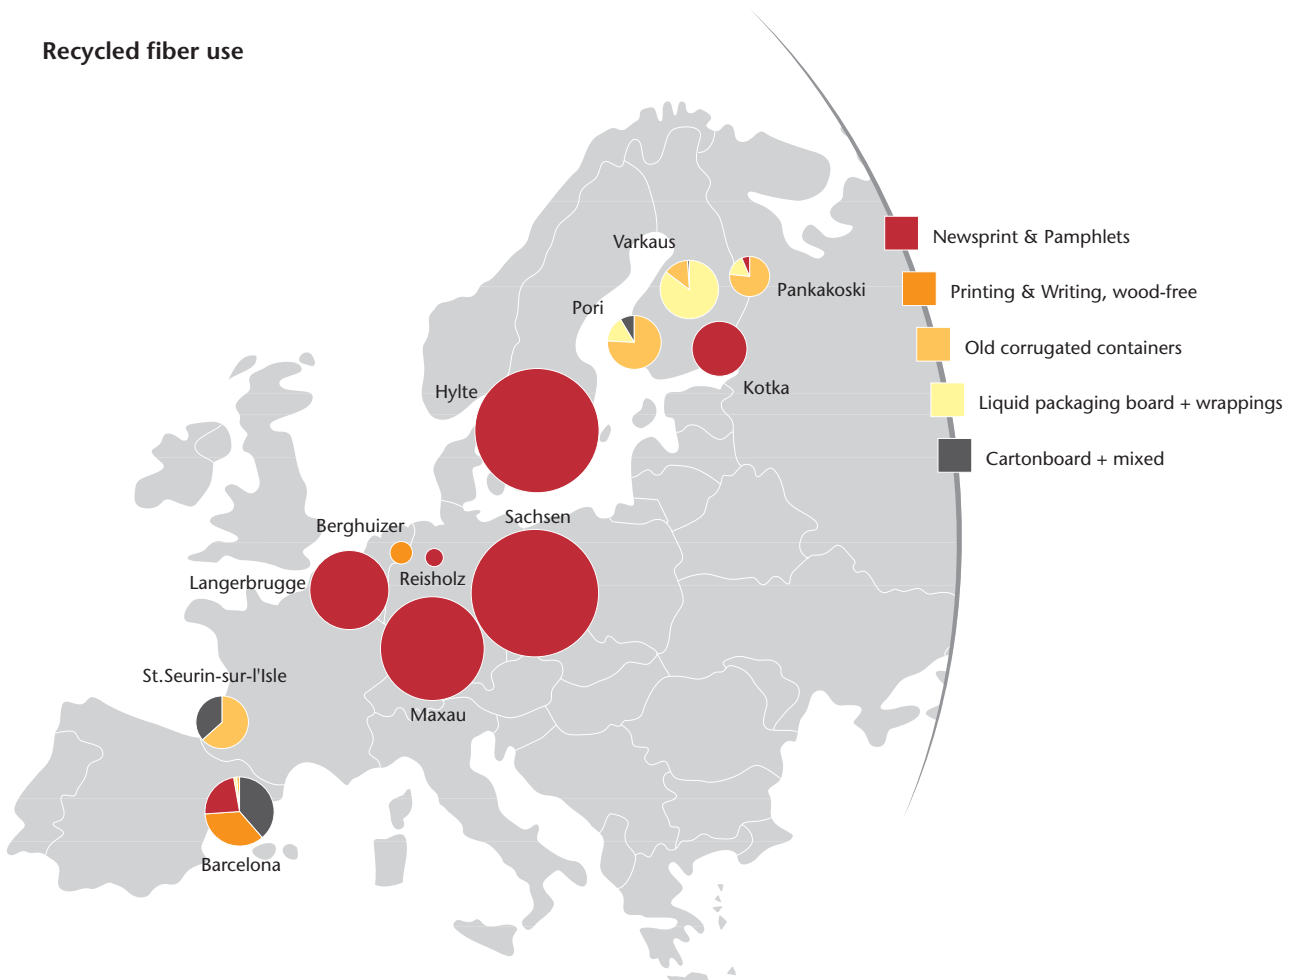 Recycled fiber use
Newsprint & Pamphlets
Varkaus
Pankakoski
Printing & Writing, wood-free
Pori
Old corrugated containers
Kotka
Hylte
Liquid packaging board + wrappings
Cartonboard + mixed
Sachsen
Berghuizer
Reisholz
Langerbrugge
St.Seurin-sur-l'Isle
Maxau
Barcelona